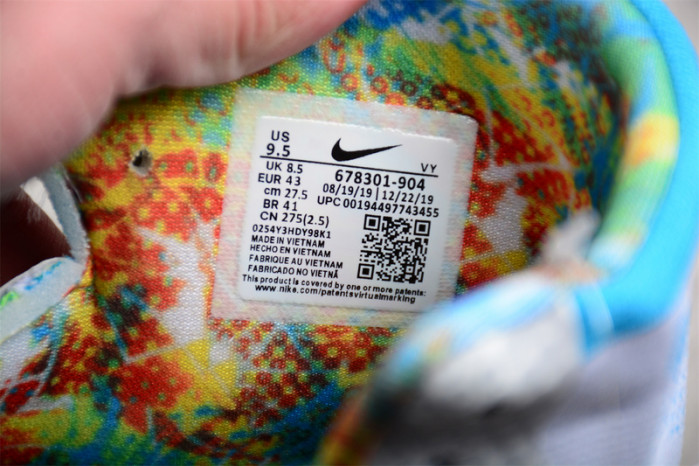 US
9.5
VY
UK 8.5
EUR 43
cm 27.5
BR 41
CN 275(2.5)
678301-904
08/19/19 | 12/22/19
UPC 00194497743455
0254Y3HDY98K1
MADE IN VIETNAM
HECHO EN VIETNAM
FABRIQUE AU VIETNAM
FABRICADO NO VIETNÃ
This product is covered by one or more patents:
www.nike.com/patentsvirtualmarking